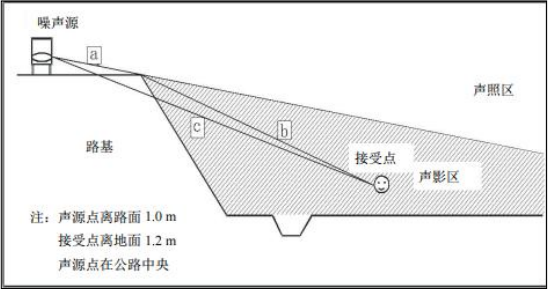 噪声源
a
声照区
c
b
路基
接受点
声影区
注：声源点离路面 1.0 m
接受点离地面 1.2 m
声源点在公路中央